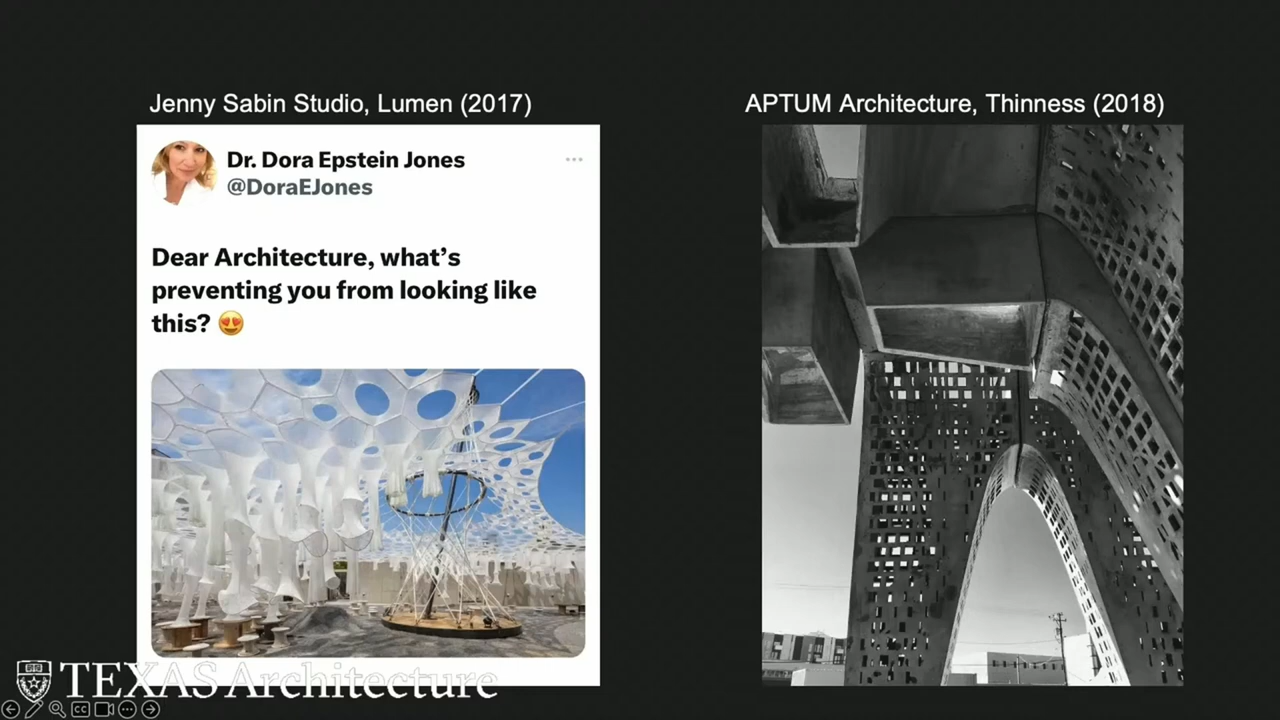 Jenny Sabin Studio, Lumen (2017)
Dr. Dora Epstein Jones
@DoraEJones
Dear Architecture, what’s
preventing you from looking like
this? 😍
APTUM Architecture, Thinness (2018)
TEXAS Architecture
CC